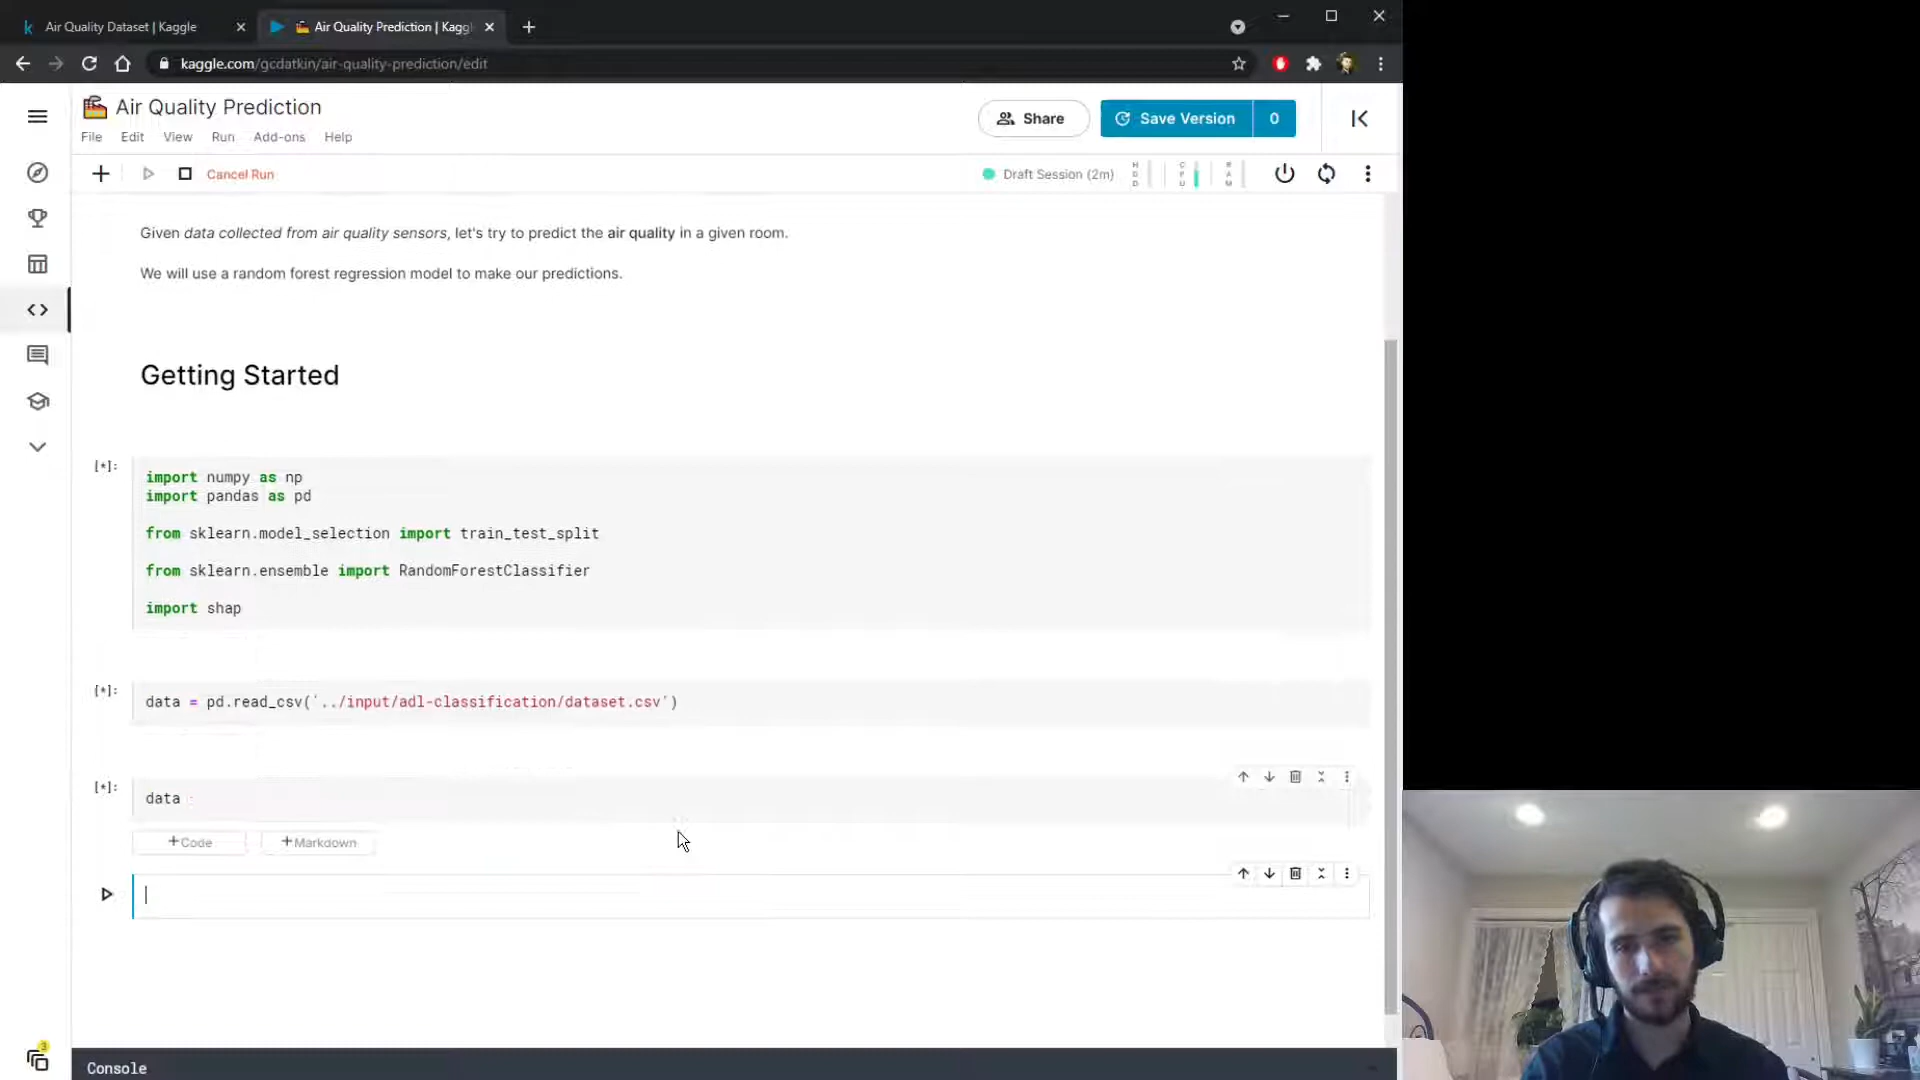 Air Quality Dataset | Kaggle
Air Quality Prediction | Kagg
kaggle.com/gcdatkin/air-quality-prediction/edit
Air Quality Prediction
File Edit View Run Add-ons Help
Share
Save Version 0
Cancel Run
Draft Session (2m)
HDD
CPU
RAM
Given data collected from air quality sensors, let's try to predict the air quality in a given room.
We will use a random forest regression model to make our predictions.
Getting Started
[*]:
import numpy as np
import pandas as pd
from sklearn.model_selection import train_test_split
from sklearn.ensemble import RandomForestClassifier
import shap
[*]:
data = pd.read_csv('../input/adl-classification/dataset.csv')
[*]:
data
+Code +Markdown
3
Console